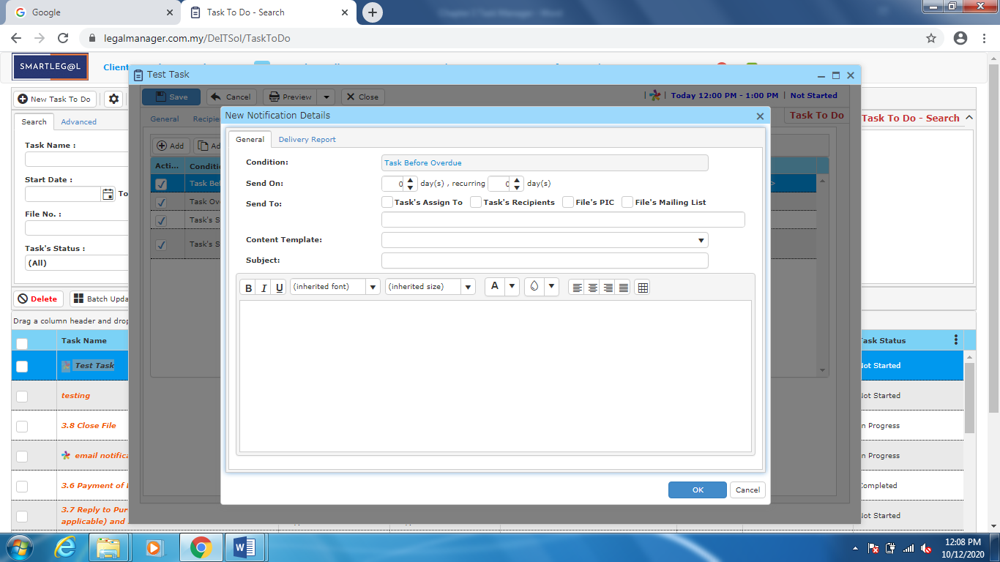 Google
Task To Do - Search
legalmanager.com.my/DeITSol/TaskToDo
SMARTLEG@L
Client
Test Task
New Task To Do
Save
Cancel
Preview
Close
| Today 12:00 PM - 1:00 PM | Not Started
Search
Advanced
General
Recipie
New Notification Details
Task To Do
Task To Do - Search
General
Delivery Report
Task Name :
Add
Ad
Acti...
Conditi
Condition:
Task Before Overdue
Start Date :
To
Task Bef
Send On:
0 day(s) , recurring 0 day(s)
Task Ov
Send To:
Task's Assign To
Task's Recipients
File's PIC
File's Mailing List
File No. :
Task's S
Content Template:
Task's Status :
Task's S
(All)
Subject:
Delete
Batch Upda
B I U
(inherited font)
(inherited size)
A
Drag a column header and drop
Task Name
Task Status
Test Task
Not Started
testing
Not Started
3.8 Close File
In Progress
email notifica
In Progress
3.6 Payment of
Completed
3.7 Reply to Pur
applicable) and
Not Started
OK
Cancel
12:08 PM
10/12/2020